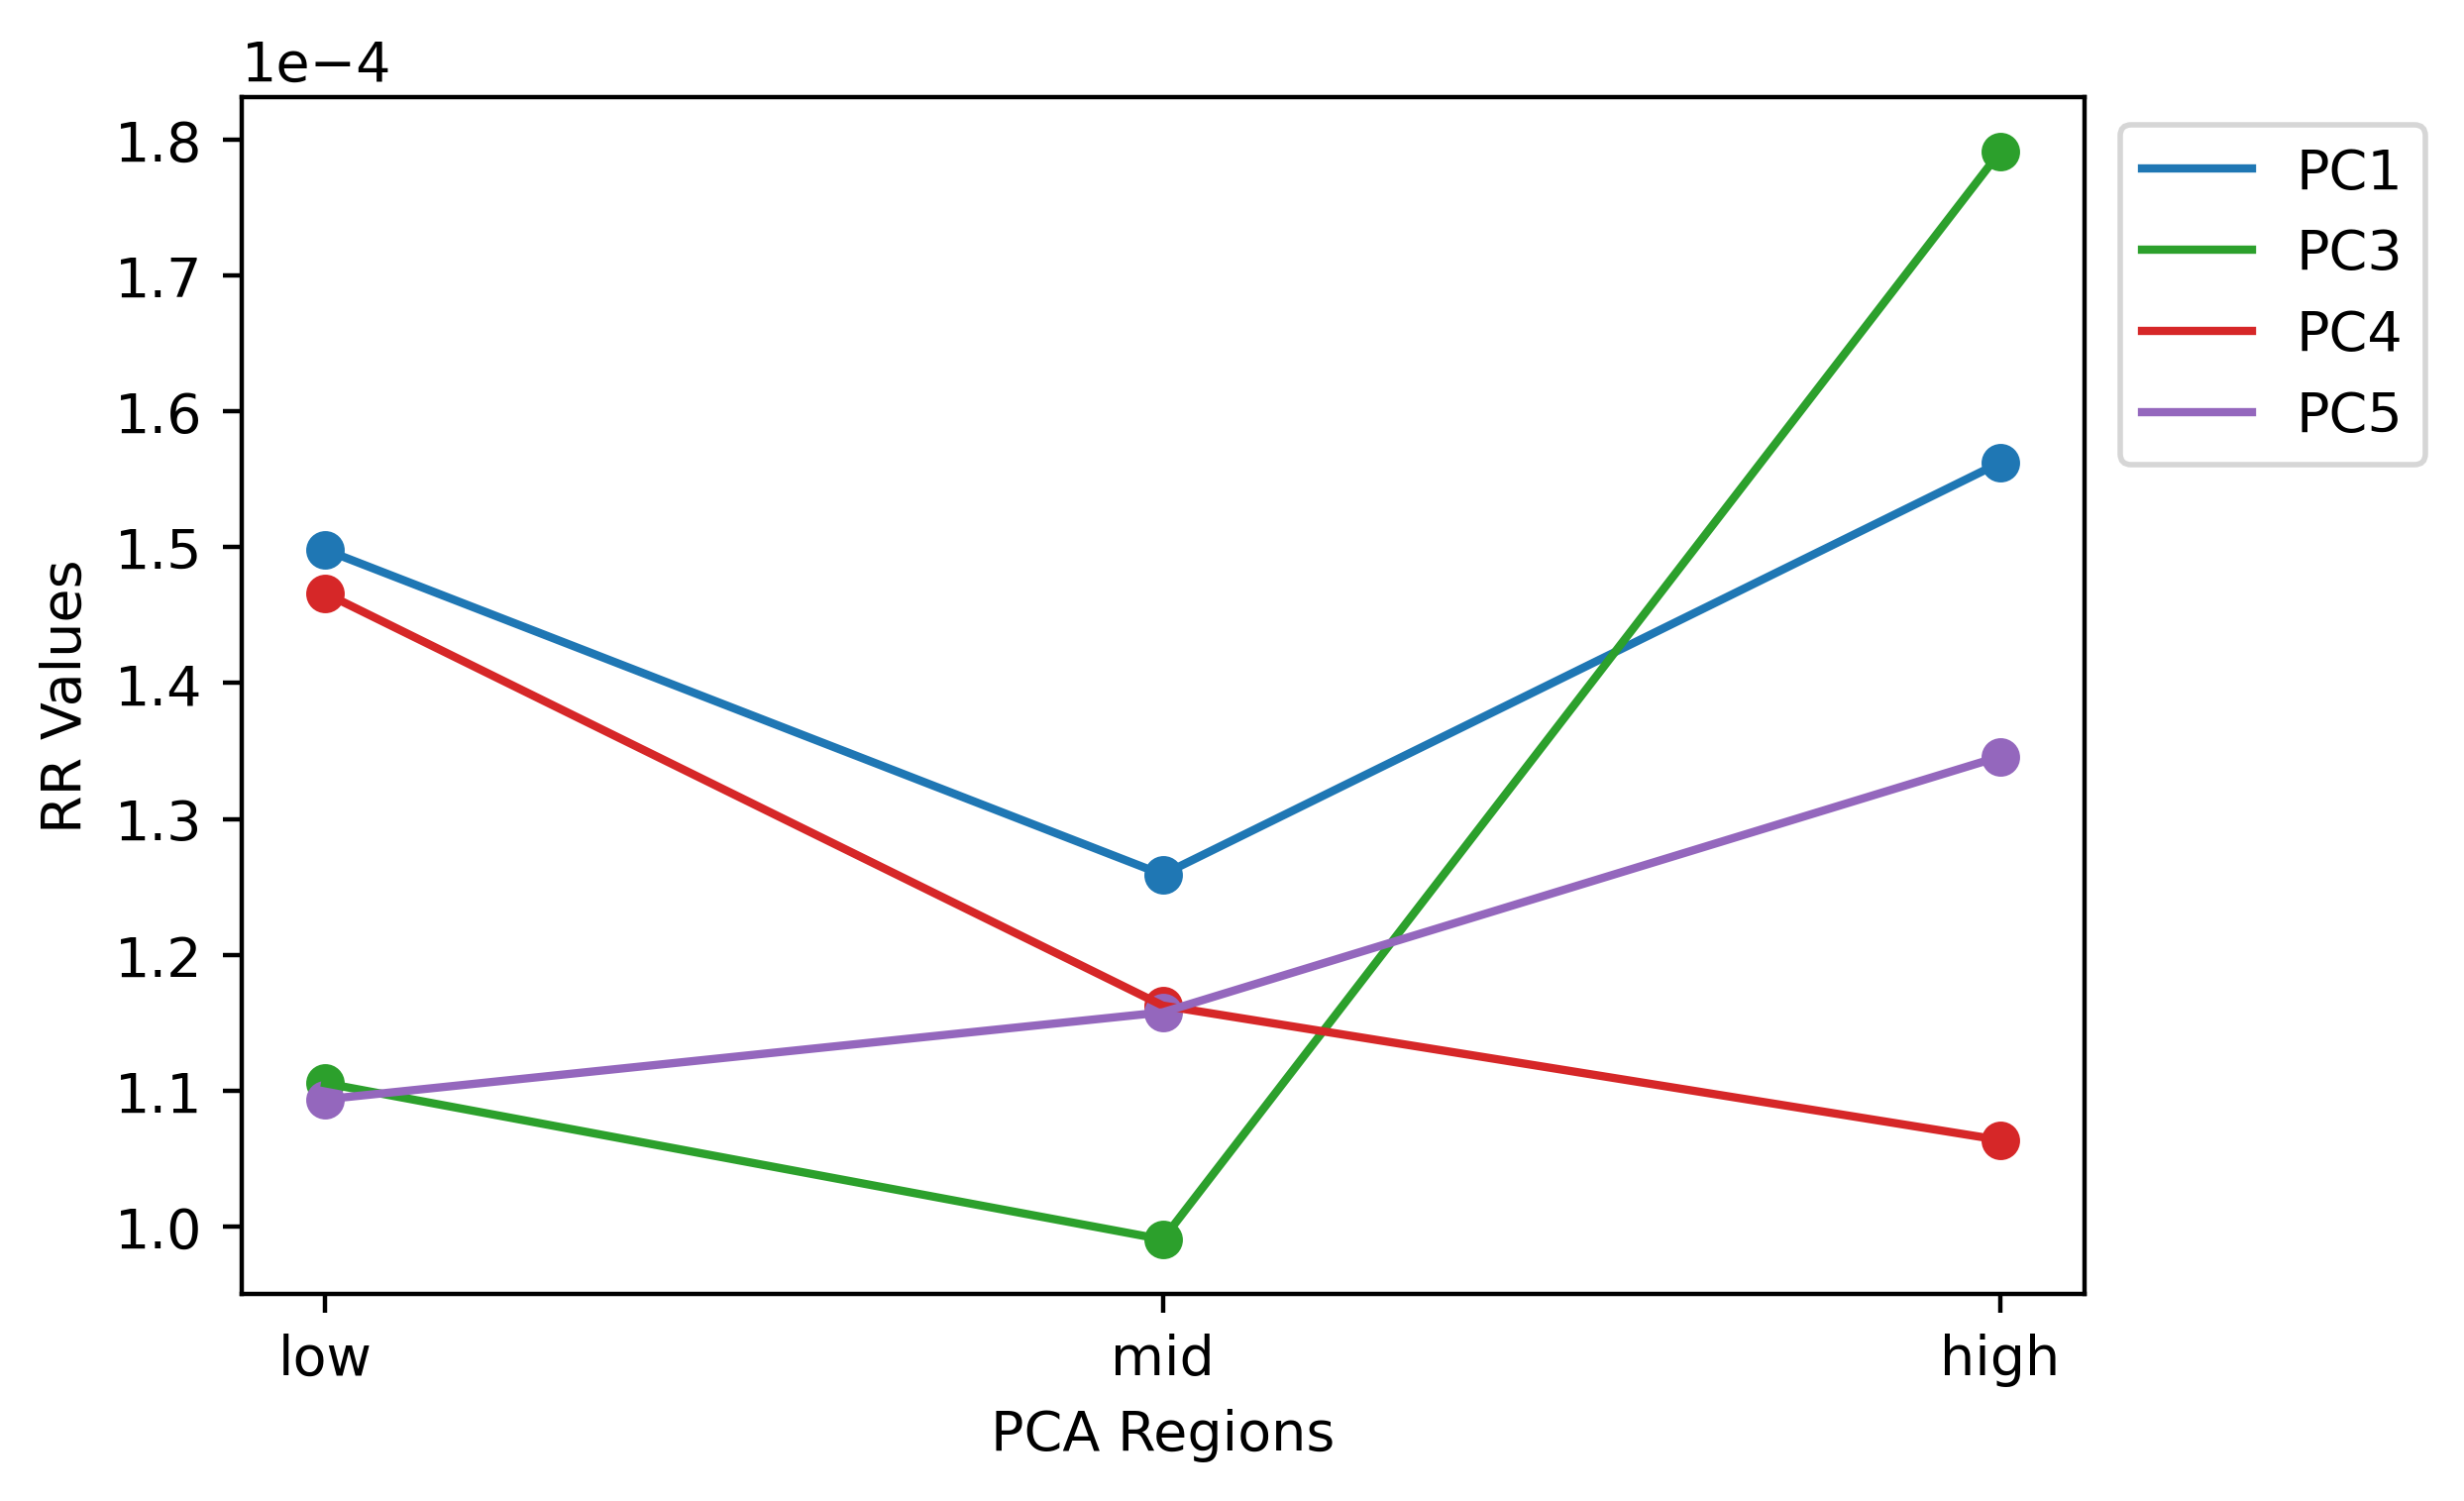 1e−4
1.8
1.7
1.6
1.5
1.4
1.3
1.2
1.1
1.0
RR Values
low mid high
PCA Regions
PC1
PC3
PC4
PC5